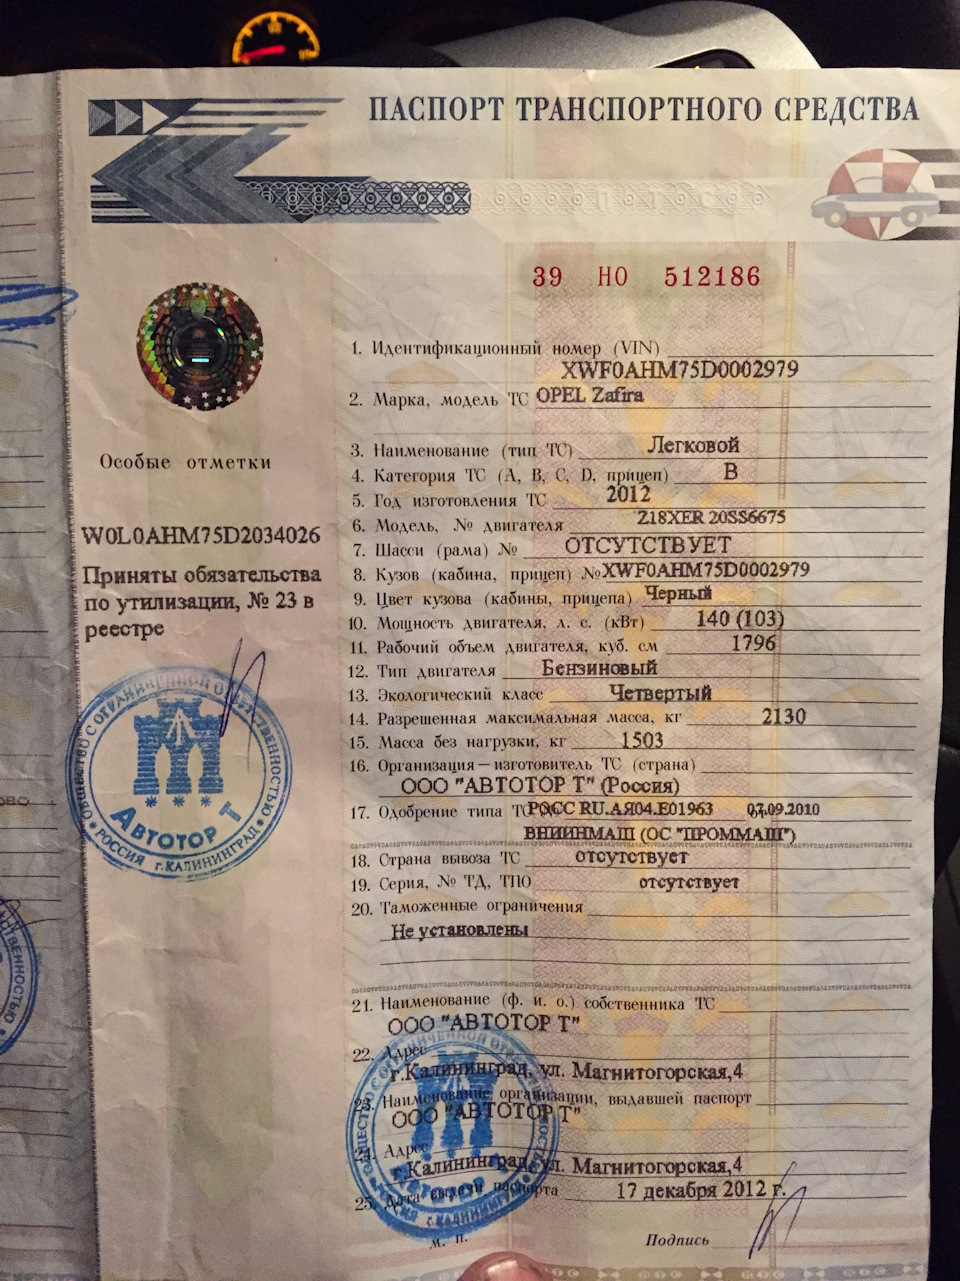 ПАСПОРТ ТРАНСПОРТНОГО СРЕДСТВА
ПТС
39 НО 512186
Особые отметки
W0L0AHM75D2034026
Приняты обязательства
по утилизации, № 23 в
реестре
ОБЩЕСТВО С ОГРАНИЧЕННОЙ ОТВЕТСТВЕННОСТЬЮ
АВТОТОР Т
РОССИЯ г.КАЛИНИНГРАД
1. Идентификационный номер (VIN)
XWF0AHM75D0002979
2. Марка, модель ТС OPEL Zafira
3. Наименование (тип ТС) Легковой
4. Категория ТС (А, В, С, D, прицеп) В
5. Год изготовления ТС 2012
6. Модель, № двигателя Z18XER 20SS6675
7. Шасси (рама) № ОТСУТСТВУЕТ
8. Кузов (кабина, прицеп) № XWF0AHM75D0002979
9. Цвет кузова (кабины, прицепа) Черный
10. Мощность двигателя, л. с. (кВт) 140 (103)
11. Рабочий объем двигателя, куб. см 1796
12. Тип двигателя Бензиновый
13. Экологический класс Четвертый
14. Разрешенная максимальная масса, кг 2130
15. Масса без нагрузки, кг 1503
16. Организация—изготовитель ТС (страна)
ООО "АВТОТОР Т" (Россия)
17. Одобрение типа ТС № РОСС RU.АЯ04.Е01963 от 07.09.2010
ВНИИНМАШ (ОС "ПРОММАШ")
18. Страна вывоза ТС отсутствует
19. Серия, № ТД, ТПО отсутствует
20. Таможенные ограничения
Не установлены
21. Наименование (ф. и. о.) собственника ТС
ООО "АВТОТОР Т"
22. Адрес
г.Калининград, ул. Магнитогорская,4
23. Наименование организации, выдавшей паспорт
ООО "АВТОТОР Т"
24. Адрес
г.Калининград, ул. Магнитогорская,4
25. Дата выдачи паспорта 17 декабря 2012 г.
М. П. Подпись